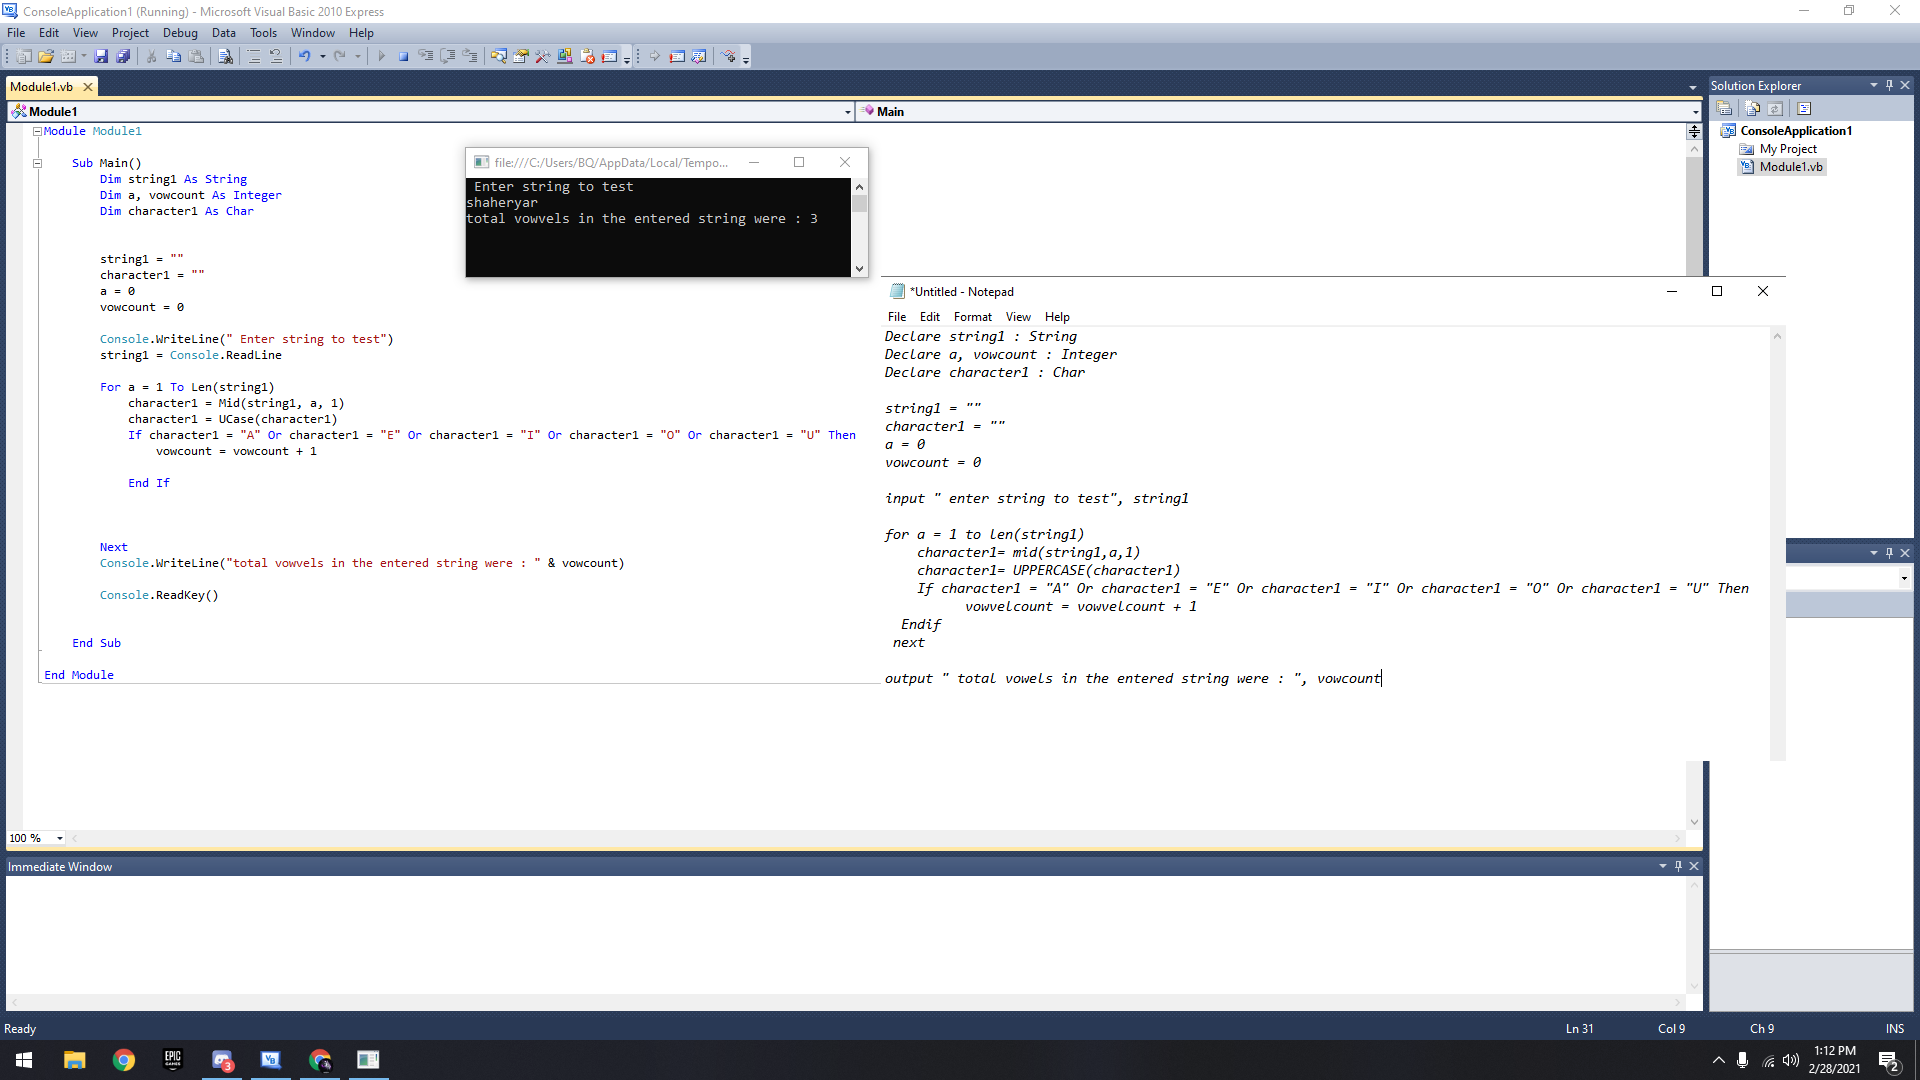 ConsoleApplication1 (Running) - Microsoft Visual Basic 2010 Express
File Edit View Project Debug Data Tools Window Help
Module1.vb
Solution Explorer
Module1
Main
ConsoleApplication1
My Project
Module1.vb
Module Module1
Sub Main()
Dim string1 As String
Dim a, vowcount As Integer
Dim character1 As Char
string1 = ""
character1 = ""
a = 0
vowcount = 0
Console.WriteLine(" Enter string to test")
string1 = Console.ReadLine
For a = 1 To Len(string1)
character1 = Mid(string1, a, 1)
character1 = UCase(character1)
If character1 = "A" Or character1 = "E" Or character1 = "I" Or character1 = "O" Or character1 = "U" Then
vowcount = vowcount + 1
End If
Next
Console.WriteLine("total vowvels in the entered string were : " & vowcount)
Console.ReadKey()
End Sub
End Module
file:///C:/Users/BQ/AppData/Local/Tempo...
Enter string to test
shaheryar
total vowvels in the entered string were : 3
*Untitled - Notepad
File Edit Format View Help
Declare string1 : String
Declare a, vowcount : Integer
Declare character1 : Char
string1 = ""
character1 = ""
a = 0
vowcount = 0
input " enter string to test", string1
for a = 1 to len(string1)
character1= mid(string1,a,1)
character1= UPPERCASE(character1)
If character1 = "A" Or character1 = "E" Or character1 = "I" Or character1 = "O" Or character1 = "U" Then
vowvelcount = vowvelcount + 1
Endif
next
output " total vowels in the entered string were : ", vowcount
100 %
Immediate Window
Ready
Ln 31 Col 9 Ch 9 INS
EPIC GAMES
3
VB
1:12 PM
2/28/2021
2